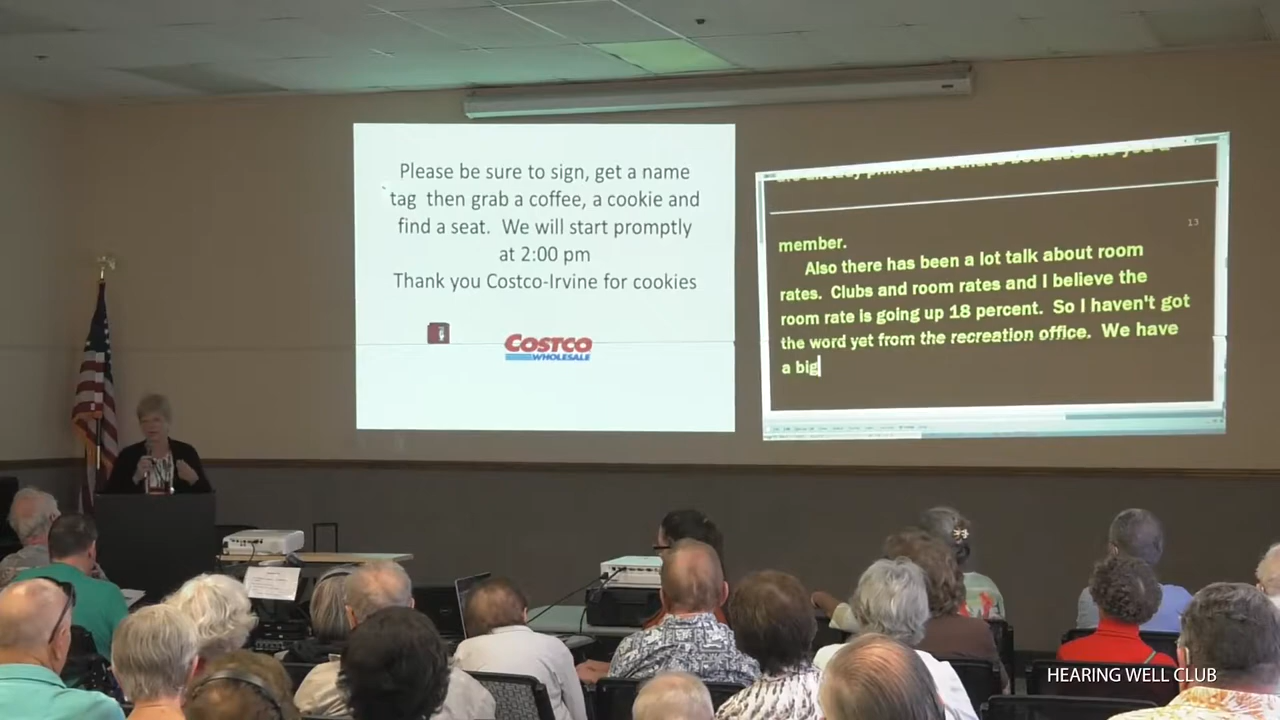 Please be sure to sign, get a name
tag then grab a coffee, a cookie and
find a seat. We will start promptly
at 2:00 pm
Thank you Costco-Irvine for cookies
COSTCO
WHOLESALE
13
member.
Also there has been a lot talk about room
rates. Clubs and room rates and I believe the
room rate is going up 18 percent. So I haven't got
the word yet from the recreation office. We have
a big
HEARING WELL CLUB